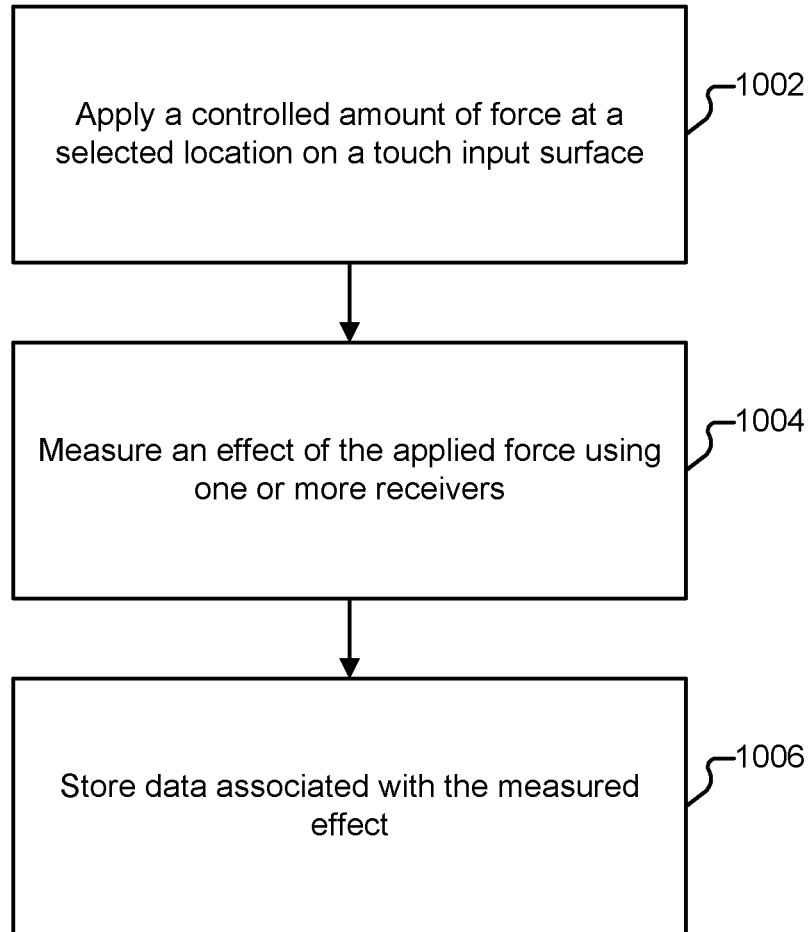 Apply a controlled amount of force at a
selected location on a touch input surface
1002
Measure an effect of the applied force using
one or more receivers
1004
Store data associated with the measured
effect
1006